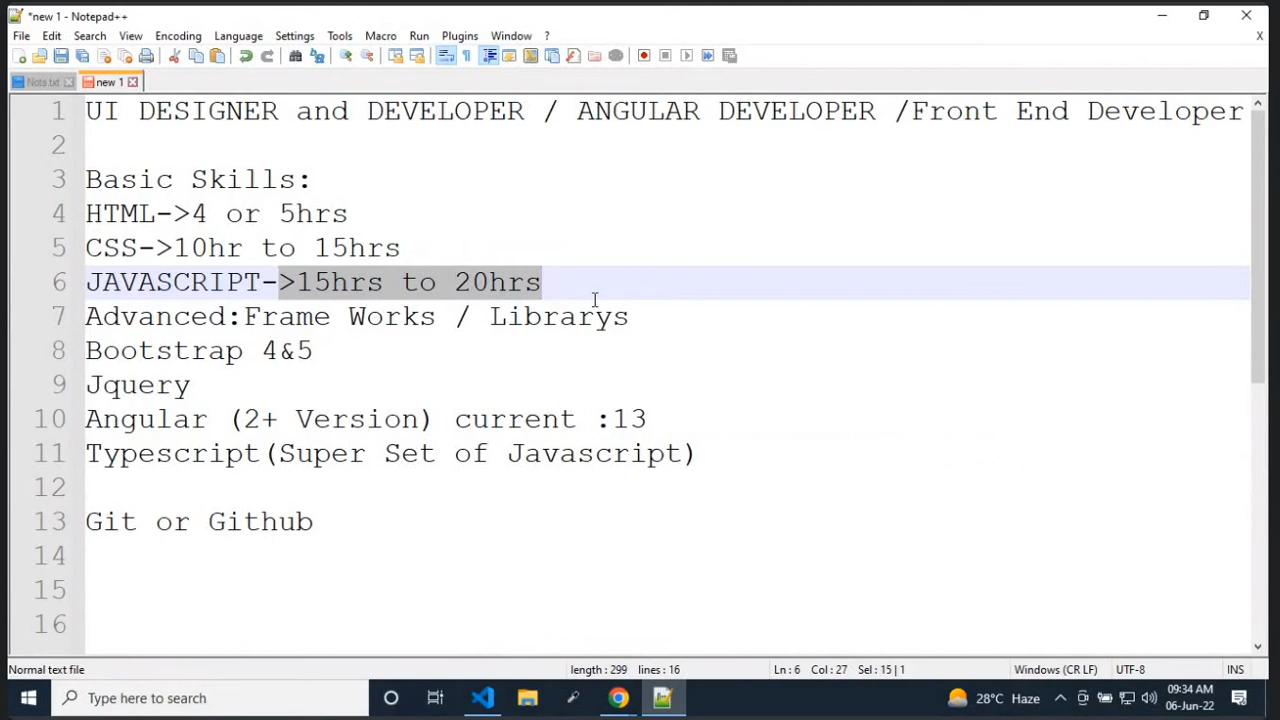 *new 1 - Notepad++
File Edit Search View Encoding Language Settings Tools Macro Run Plugins Window ? X
Nots.txt new 1
1 UI DESIGNER and DEVELOPER / ANGULAR DEVELOPER /Front End Developer
2
3 Basic Skills:
4 HTML->4 or 5hrs
5 CSS->10hr to 15hrs
6 JAVASCRIPT->15hrs to 20hrs
7 Advanced:Frame Works / Librarys
8 Bootstrap 4&5
9 Jquery
10 Angular (2+ Version) current :13
11 Typescript(Super Set of Javascript)
12
13 Git or Github
14
15
16
Normal text file length : 299 lines : 16 Ln : 6 Col : 27 Sel : 15 | 1 Windows (CR LF) UTF-8 INS
Type here to search 28°C Haze 09:34 AM
06-Jun-22